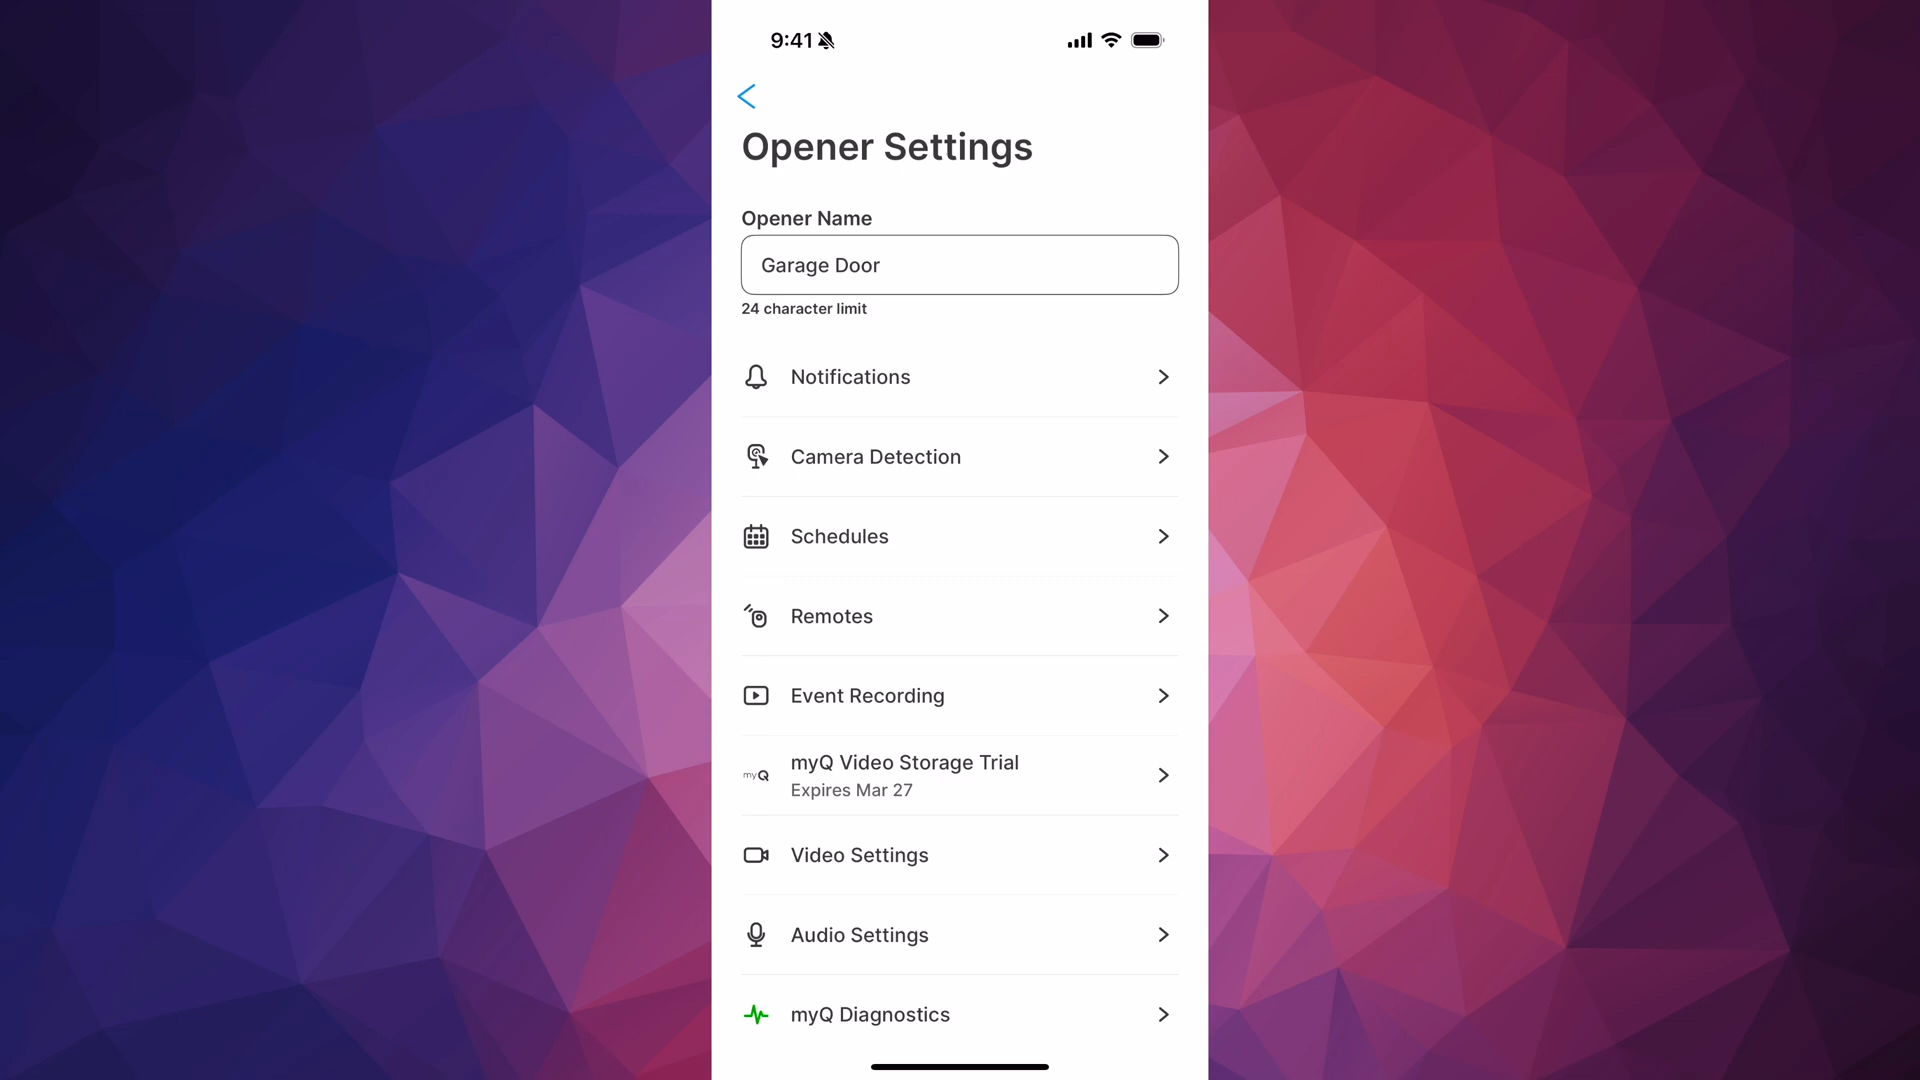 9:41
Opener Settings
Opener Name
Garage Door
24 character limit
Notifications
Camera Detection
Schedules
Remotes
Event Recording
myQ
myQ Video Storage Trial
Expires Mar 27
Video Settings
Audio Settings
myQ Diagnostics